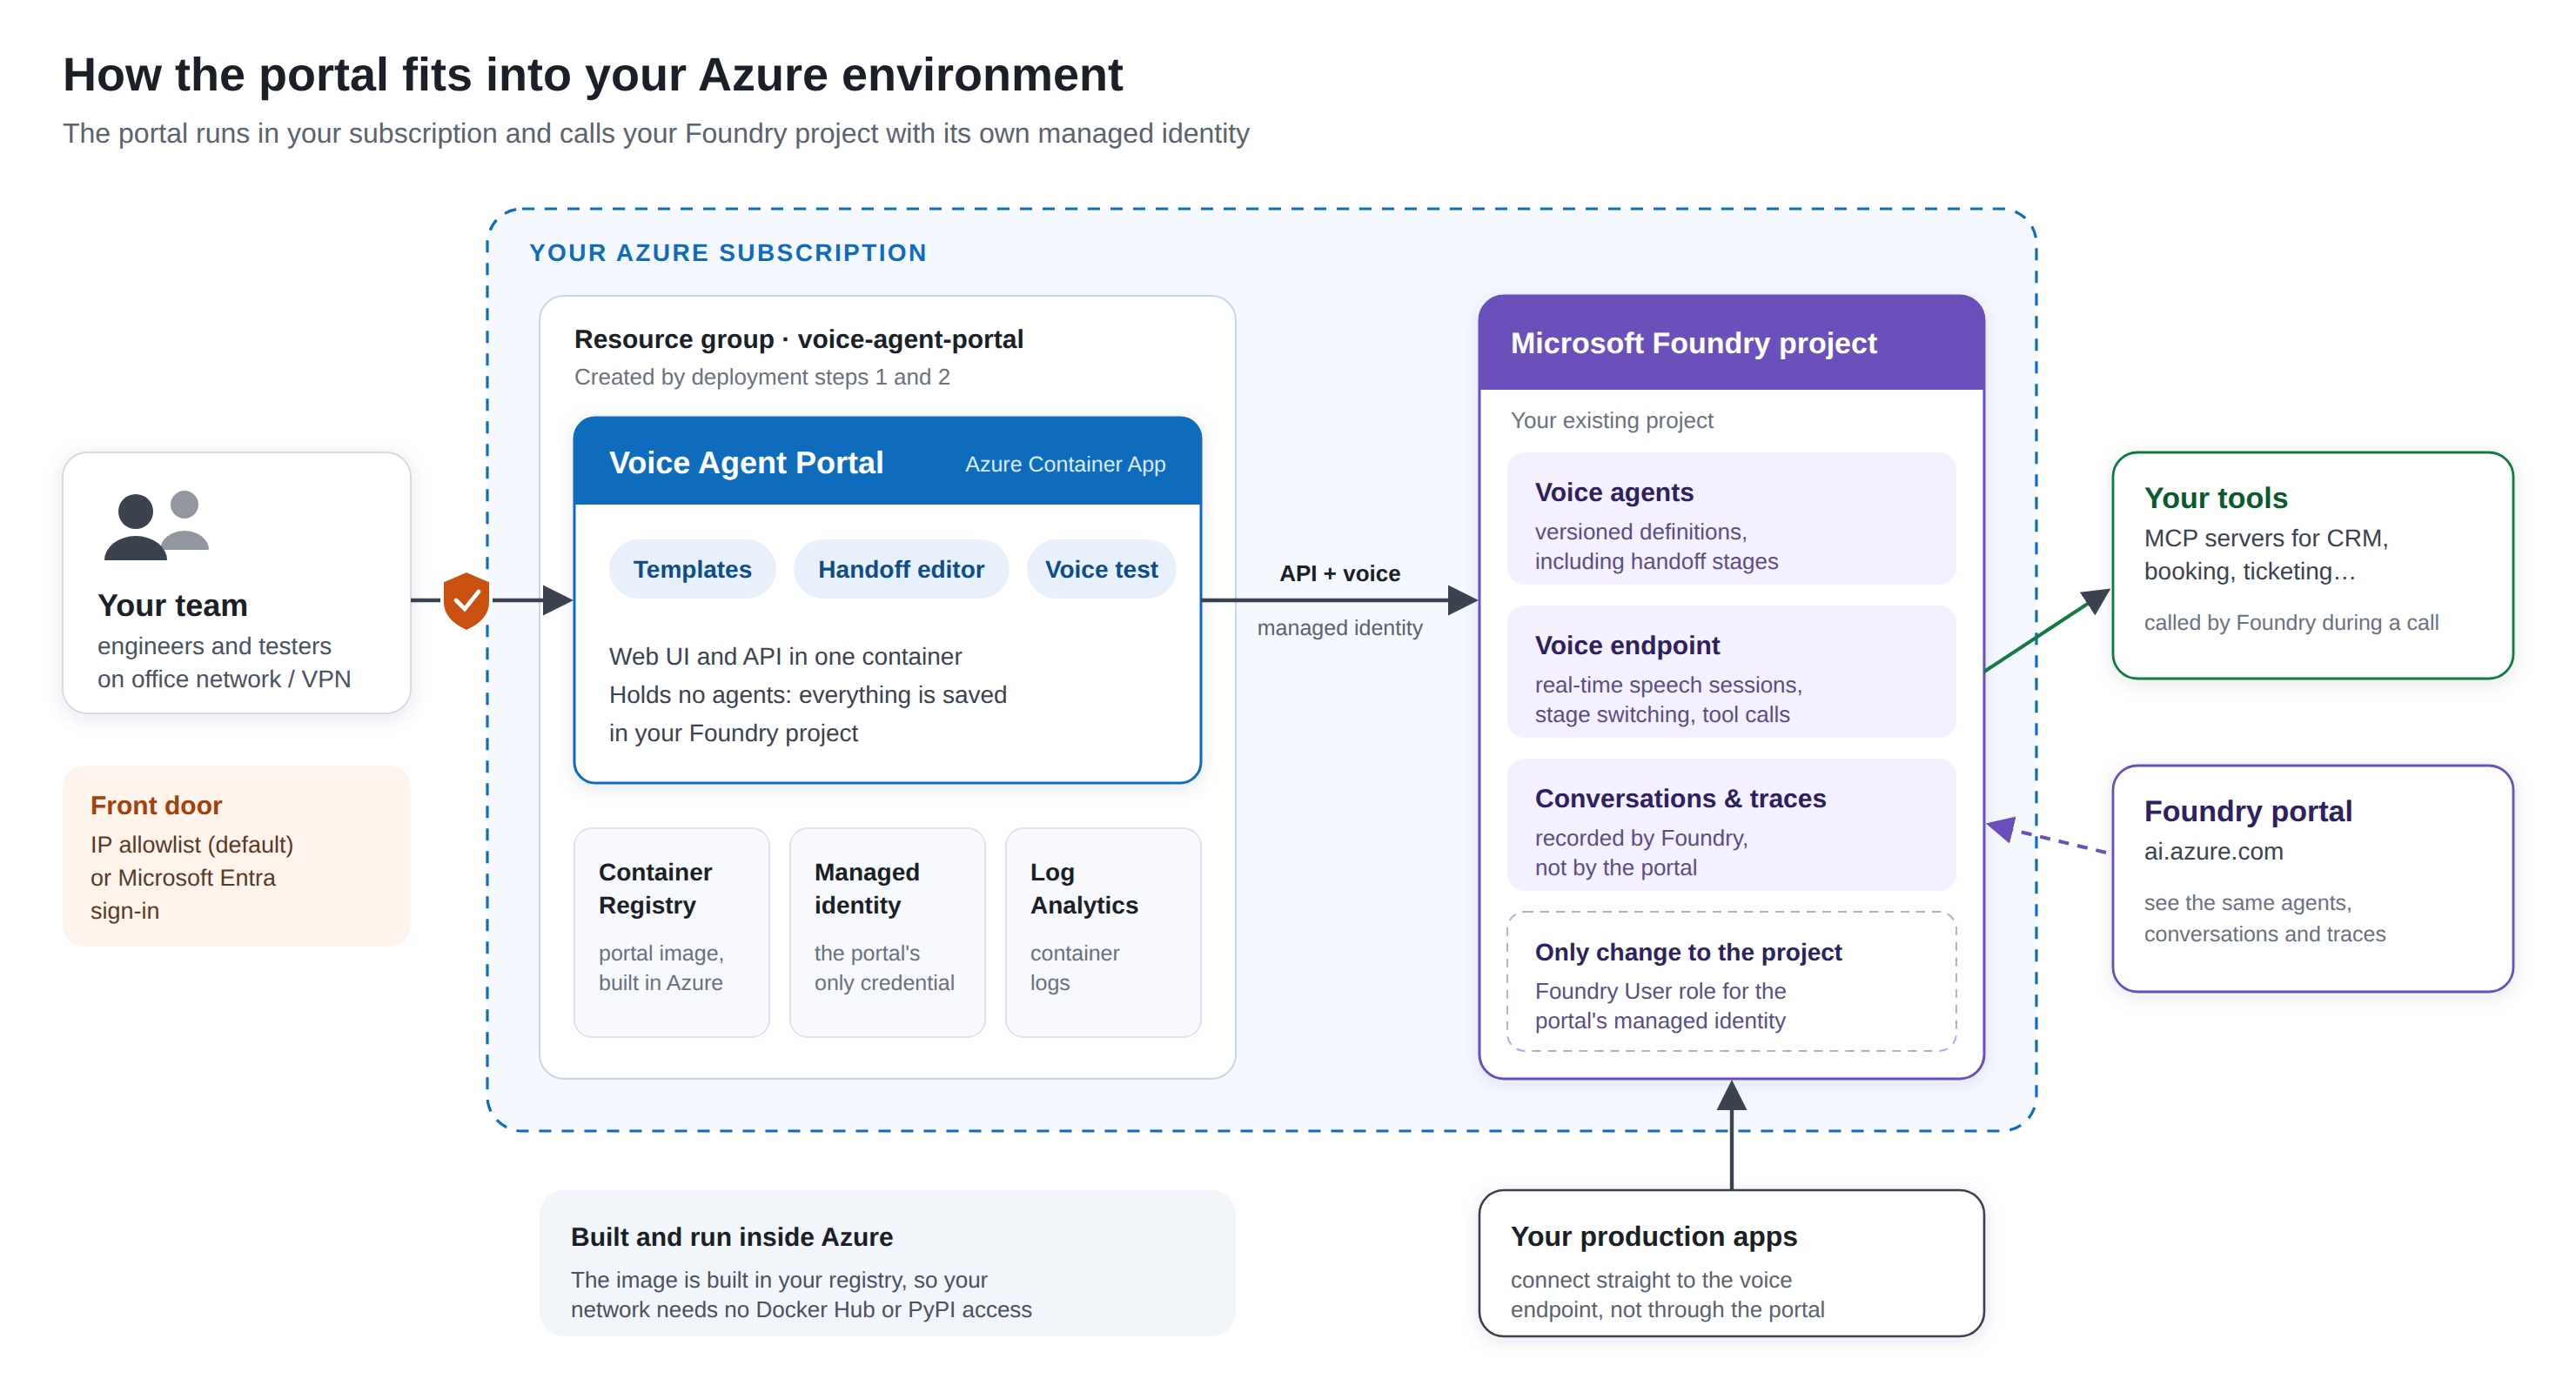 How the portal fits into your Azure environment
The portal runs in your subscription and calls your Foundry project with its own managed identity
YOUR AZURE SUBSCRIPTION
Your team
engineers and testers
on office network / VPN
Front door
IP allowlist (default)
or Microsoft Entra
sign-in
Resource group · voice-agent-portal
Created by deployment steps 1 and 2
Voice Agent Portal
Azure Container App
Templates
Handoff editor
Voice test
Web UI and API in one container
Holds no agents: everything is saved
in your Foundry project
Container
Registry
portal image,
built in Azure
Managed
identity
the portal's
only credential
Log
Analytics
container
logs
API + voice
managed identity
Microsoft Foundry project
Your existing project
Voice agents
versioned definitions,
including handoff stages
Voice endpoint
real-time speech sessions,
stage switching, tool calls
Conversations & traces
recorded by Foundry,
not by the portal
Only change to the project
Foundry User role for the
portal's managed identity
Your tools
MCP servers for CRM,
booking, ticketing…
called by Foundry during a call
Foundry portal
ai.azure.com
see the same agents,
conversations and traces
Built and run inside Azure
The image is built in your registry, so your
network needs no Docker Hub or PyPI access
Your production apps
connect straight to the voice
endpoint, not through the portal